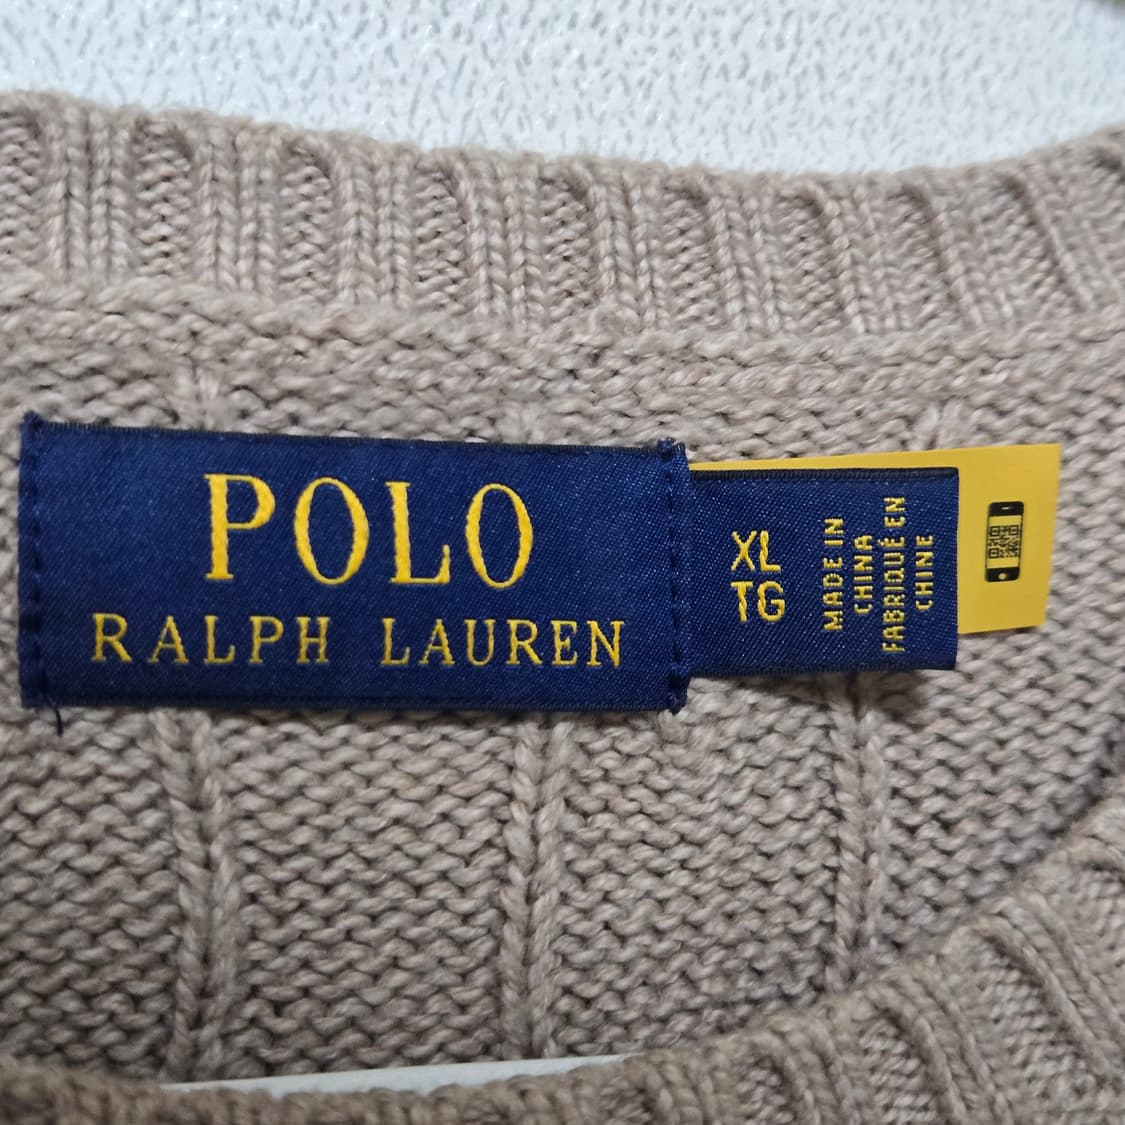 POLO
RALPH LAUREN
XL
TG
MADE IN
CHINA
FABRIQUÉ EN
CHINE